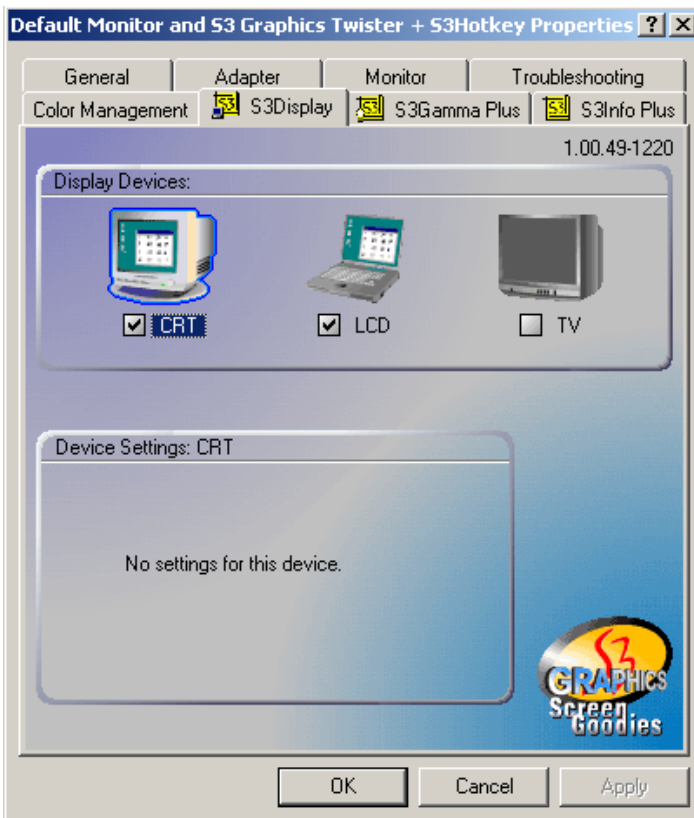 Default Monitor and S3 Graphics Twister + S3Hotkey Properties
General Adapter Monitor Troubleshooting
Color Management S3Display S3Gamma Plus S3Info Plus
1.00.49-1220
Display Devices:
CRT LCD TV
Device Settings: CRT
No settings for this device.
S3
GRAPHICS
Screen
Goodies
OK Cancel Apply